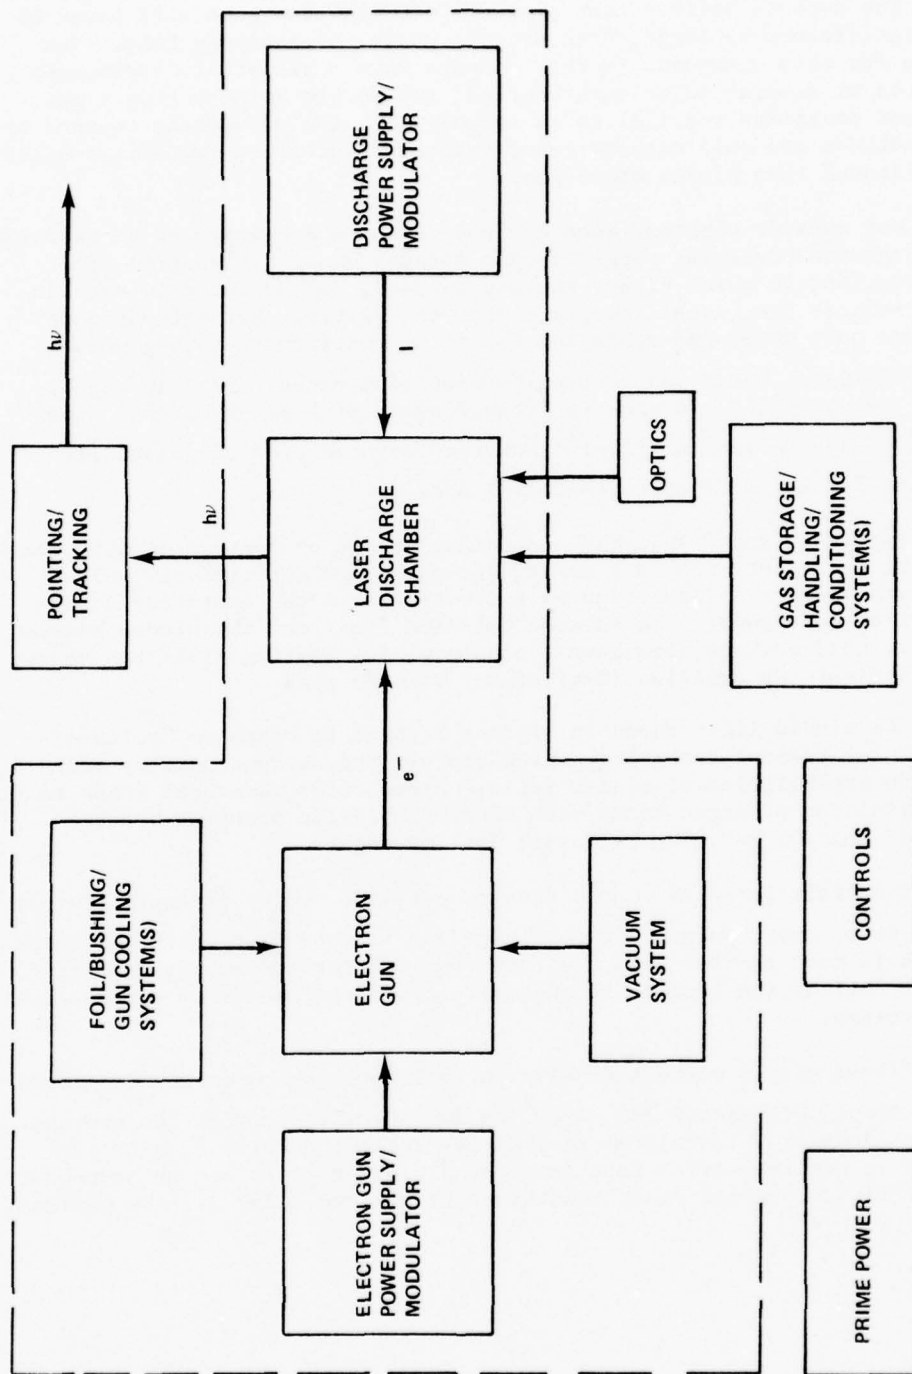 FOIL/BUSHING/
GUN COOLING
SYSTEM(S)
POINTING/
TRACKING
hν
hν
ELECTRON GUN
POWER SUPPLY/
MODULATOR
ELECTRON
GUN
e⁻
LASER
DISCHARGE
CHAMBER
I
DISCHARGE
POWER SUPPLY/
MODULATOR
VACUUM
SYSTEM
OPTICS
GAS STORAGE/
HANDLING/
CONDITIONING
SYSTEM(S)
PRIME POWER
CONTROLS